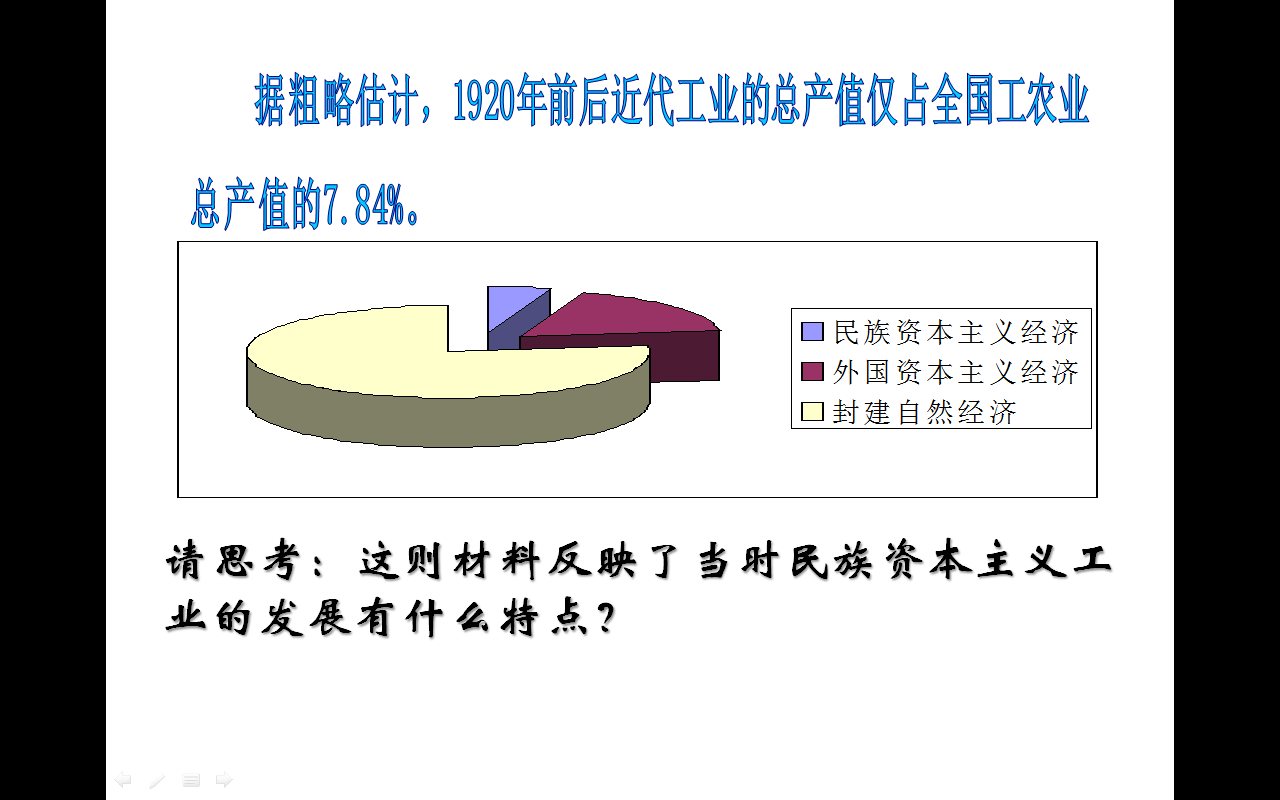 据粗略估计，1920年前后近代工业的总产值仅占全国工农业
总产值的7.84%。
民族资本主义经济
外国资本主义经济
封建自然经济
请思考：这则材料反映了当时民族资本主义工
业的发展有什么特点？